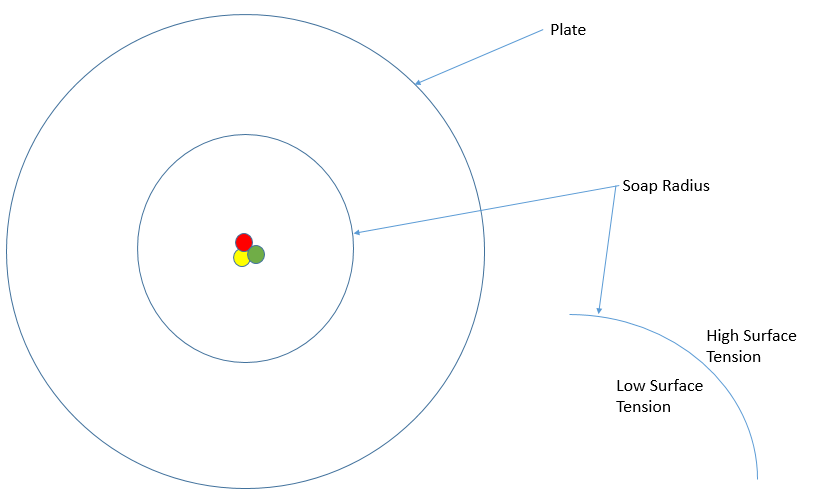 Plate
Soap Radius
High Surface
Tension
Low Surface
Tension